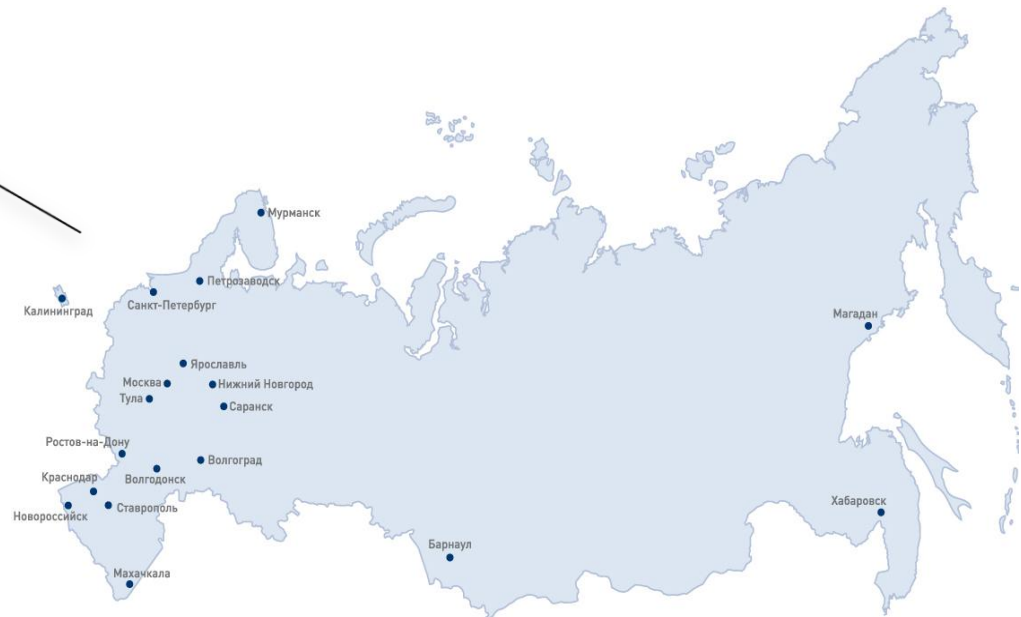 Мурманск
Петрозаводск
Санкт-Петербург
Калининград
Магадан
Ярославль
Москва
Нижний Новгород
Тула
Саранск
Ростов-на-Дону
Волгоград
Краснодар
Волгодонск
Хабаровск
Ставрополь
Новороссийск
Барнаул
Махачкала